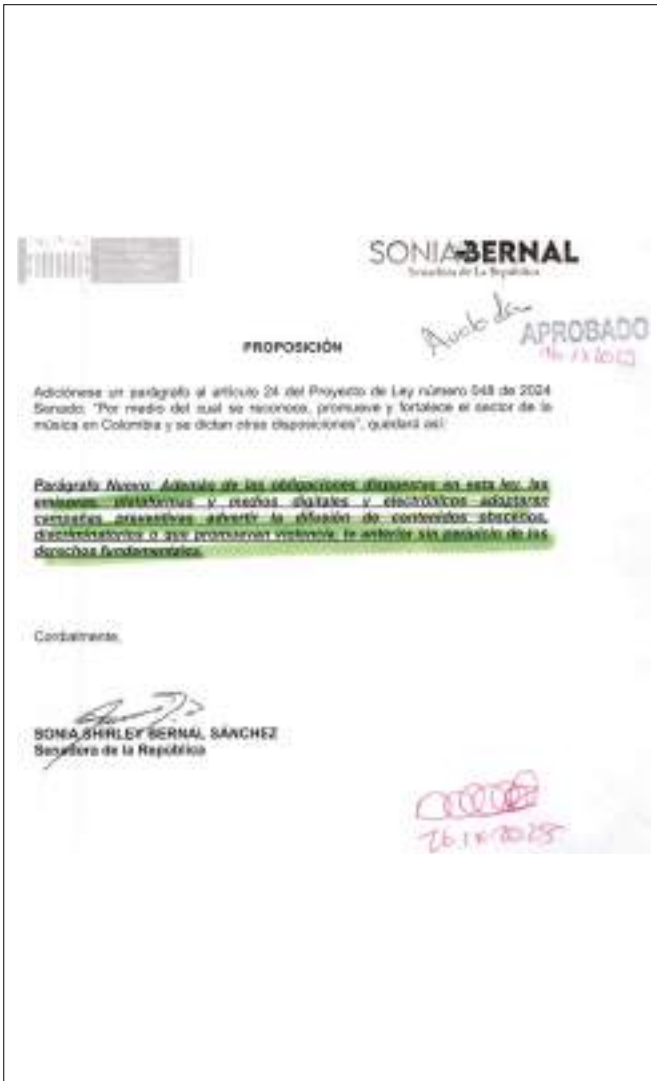 SONIA BERNAL
Senadora de La República
APROBADO
PROPOSICIÓN
Adiciónese un parágrafo al artículo 24 del Proyecto de Ley número 048 de 2024
Senado, "Por medio del cual se reconoce, promueve y fortalece el sector de la
música en Colombia y se dictan otras disposiciones", quedará así:
Parágrafo Nuevo. Además de las obligaciones dispuestas en esta ley, las
emisoras, plataformas y medios digitales y electrónicos adoptarán
campañas preventivas advertir la difusión de contenidos obscenos,
discriminatorios o que promuevan violencia, lo anterior sin perjuicio de los
derechos fundamentales.
Cordialmente,
SONIA SHIRLEY BERNAL SÁNCHEZ
Senadora de la República